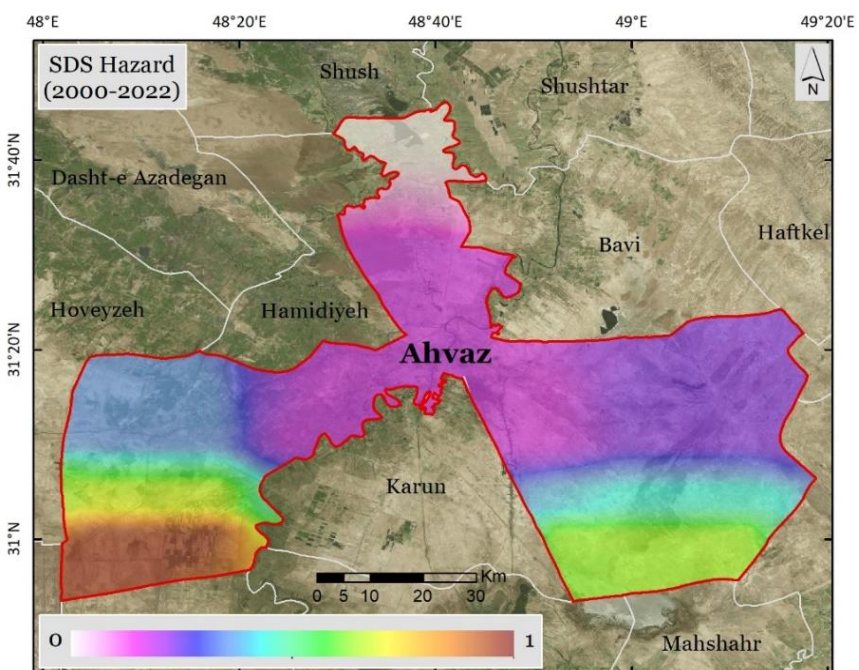 48°E 48°20'E 48°40'E 49°E 49°20'E
SDS Hazard
(2000-2022)
N
Shush
Shushtar
31°40'N
Dasht-e Azadegan
Bavi
Haftkel
Hoveyzeh
Hamidiyeh
31°20'N
Ahvaz
Karun
31°N
Km
0 5 10 20 30
0 1
Mahshahr